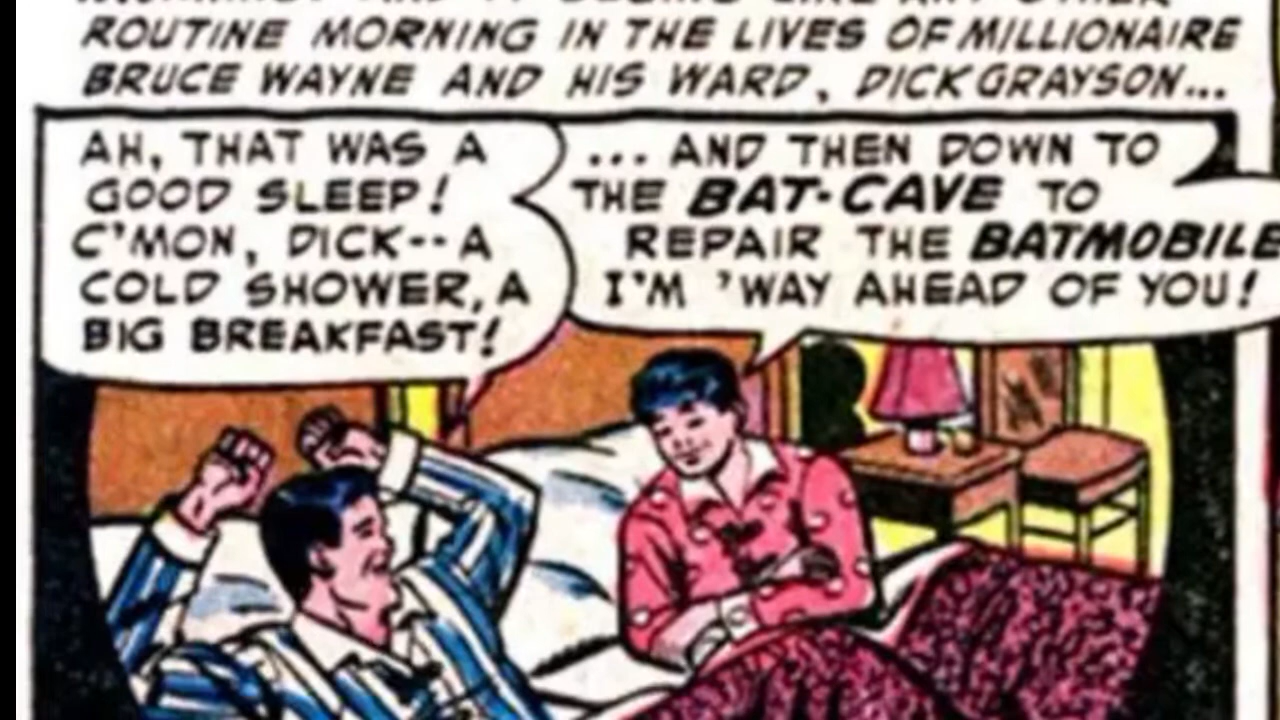 ROUTINE MORNING IN THE LIVES OF MILLIONAIRE
BRUCE WAYNE AND HIS WARD, DICK GRAYSON...
AH, THAT WAS A
GOOD SLEEP!
C'MON, DICK--A
COLD SHOWER, A
BIG BREAKFAST!
... AND THEN DOWN TO
THE BAT-CAVE TO
REPAIR THE BATMOBILE
I'M 'WAY AHEAD OF YOU!